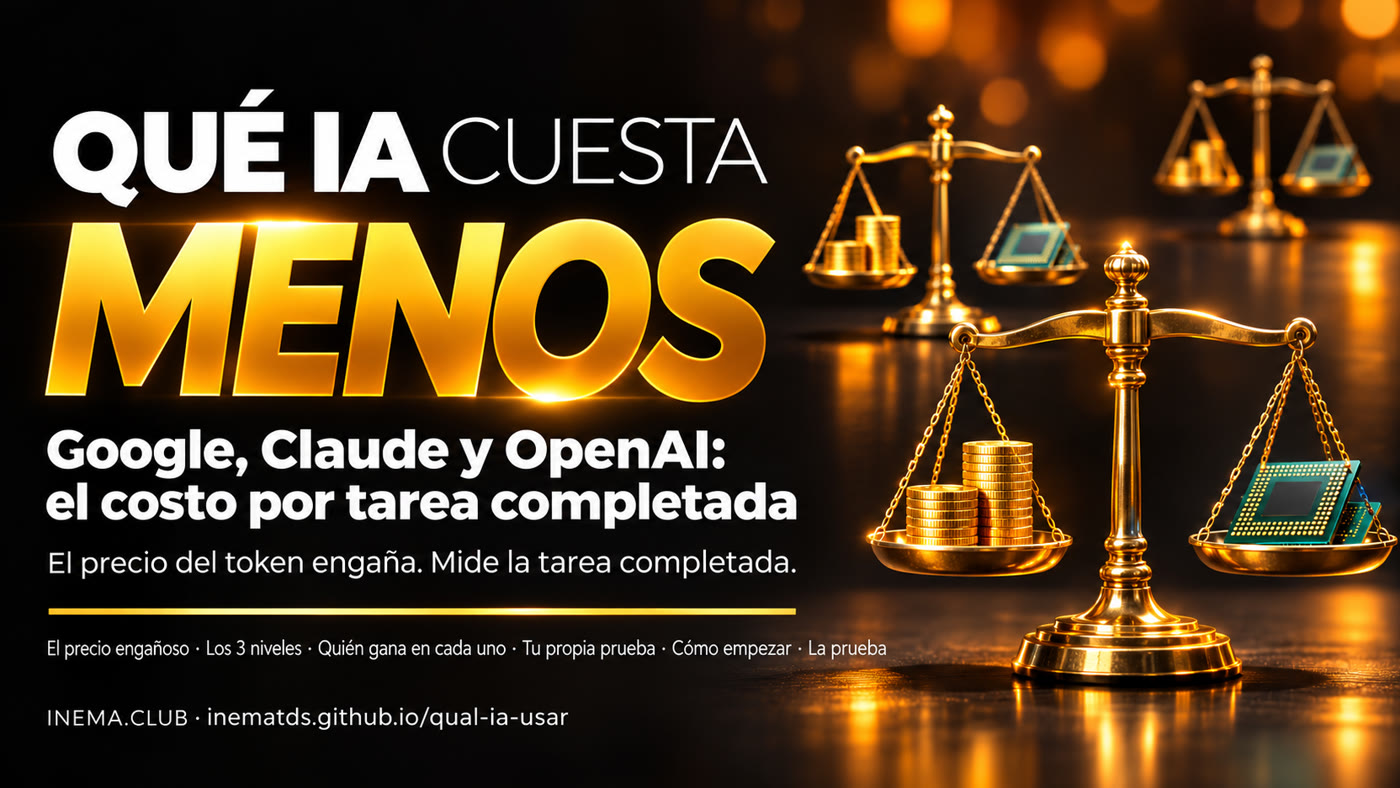 QUÉ IA CUESTA
MENOS
Google, Claude y OpenAI:
el costo por tarea completada
El precio del token engaña. Mide la tarea completada.
El precio engañoso · Los 3 niveles · Quién gana en cada uno · Tu propia prueba · Cómo empezar · La prueba
INEMA.CLUB · inematds.github.io/qual-ia-usar